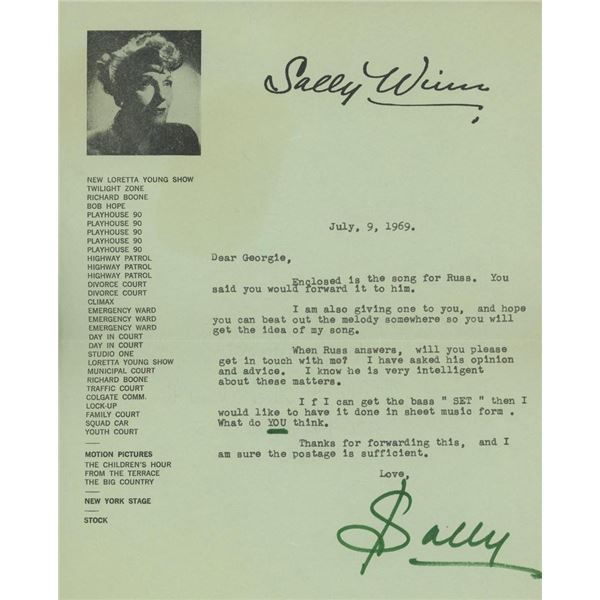 Sally Winn
NEW LORETTA YOUNG SHOW
TWILIGHT ZONE
RICHARD BOONE
BOB HOPE
PLAYHOUSE 90
PLAYHOUSE 90
PLAYHOUSE 90
PLAYHOUSE 90
PLAYHOUSE 90
HIGHWAY PATROL
HIGHWAY PATROL
HIGHWAY PATROL
DIVORCE COURT
DIVORCE COURT
CLIMAX
EMERGENCY WARD
EMERGENCY WARD
EMERGENCY WARD
DAY IN COURT
DAY IN COURT
STUDIO ONE
LORETTA YOUNG SHOW
MUNICIPAL COURT
RICHARD BOONE
TRAFFIC COURT
COLGATE COMM.
LOCK-UP
FAMILY COURT
SQUAD CAR
YOUTH COURT
MOTION PICTURES
THE CHILDREN'S HOUR
FROM THE TERRACE
THE BIG COUNTRY
NEW YORK STAGE
STOCK
July, 9, 1969.
Dear Georgie,
Enclosed is the song for Russ. You
said you would forward it to him.
I am also giving one to you, and hope
you can beat out the melody somewhere so you will
get the idea of my song.
When Russ answers, will you please
get in touch with me? I have asked his opinion
and advice. I know he is very intelligent
about these matters.
If I can get the bass " SET " then I
would like to have it done in sheet music form .
What do YOU think.
Thanks for forwarding this, and I
am sure the postage is sufficient.
Love,
Sally